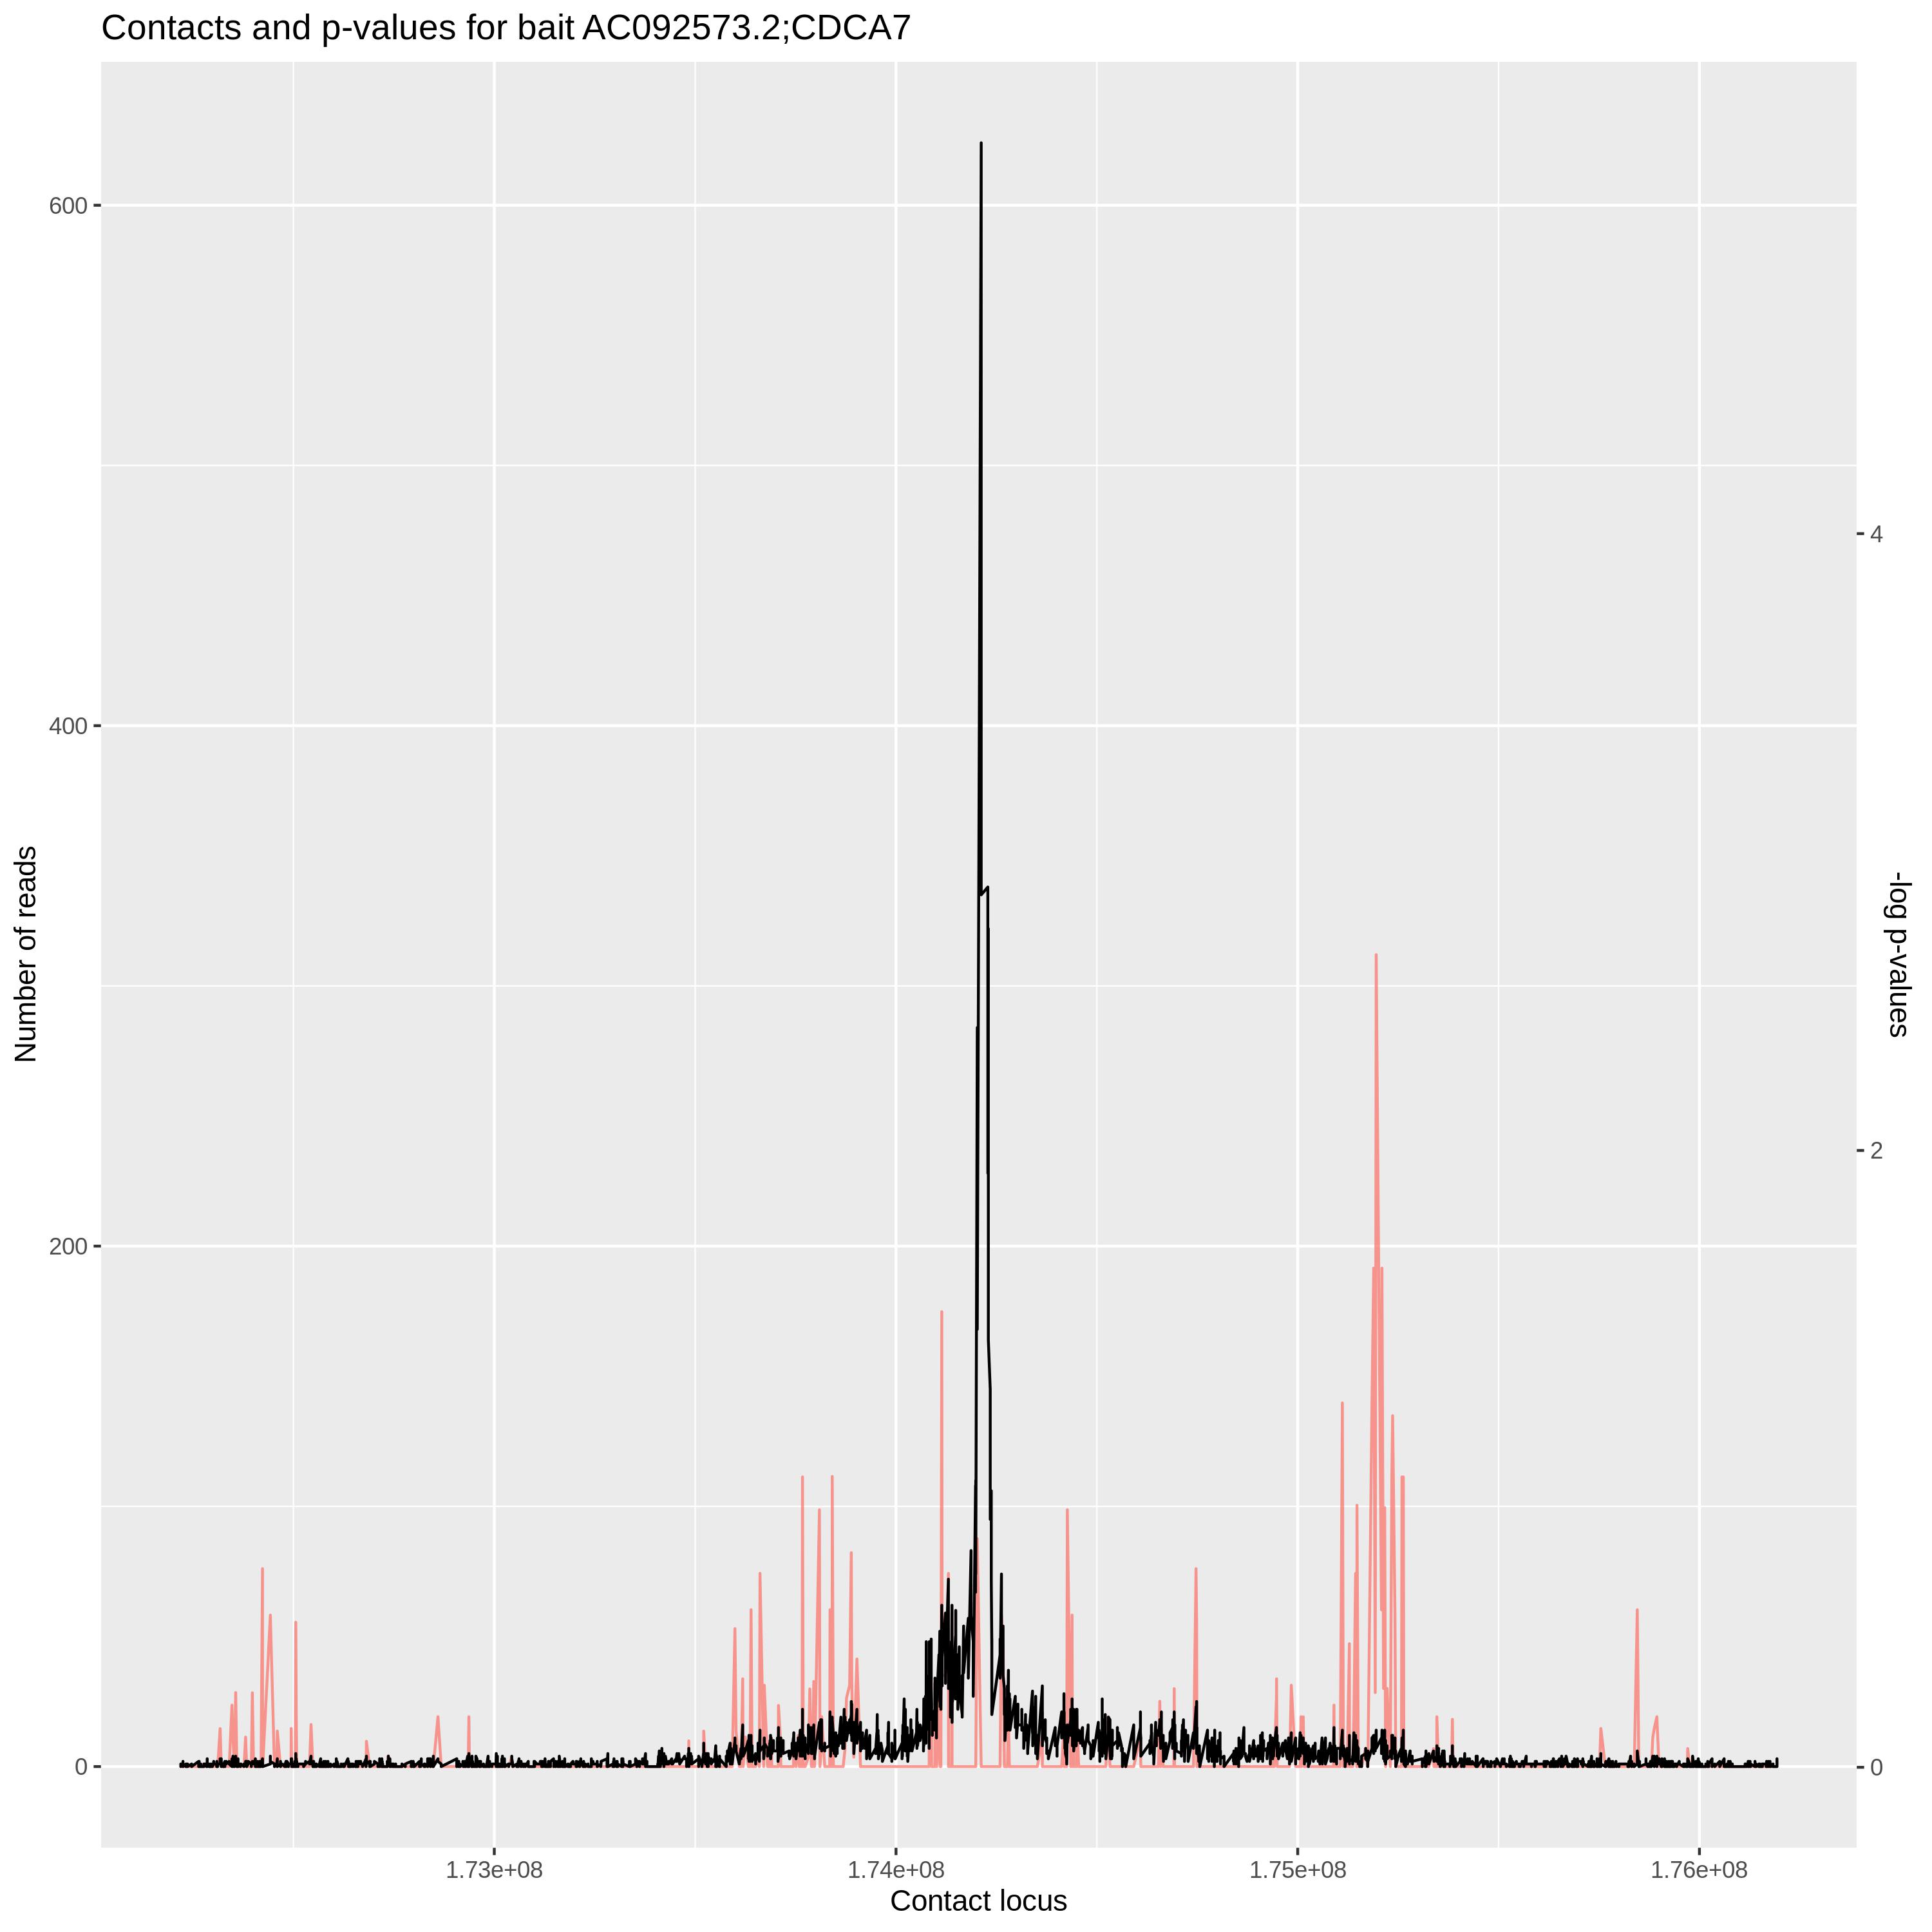 Contacts and p-values for bait AC092573.2;CDCA7
600
400
200
0
Number of reads
4
2
0
-log p-values
1.73e+08 1.74e+08 1.75e+08 1.76e+08
Contact locus